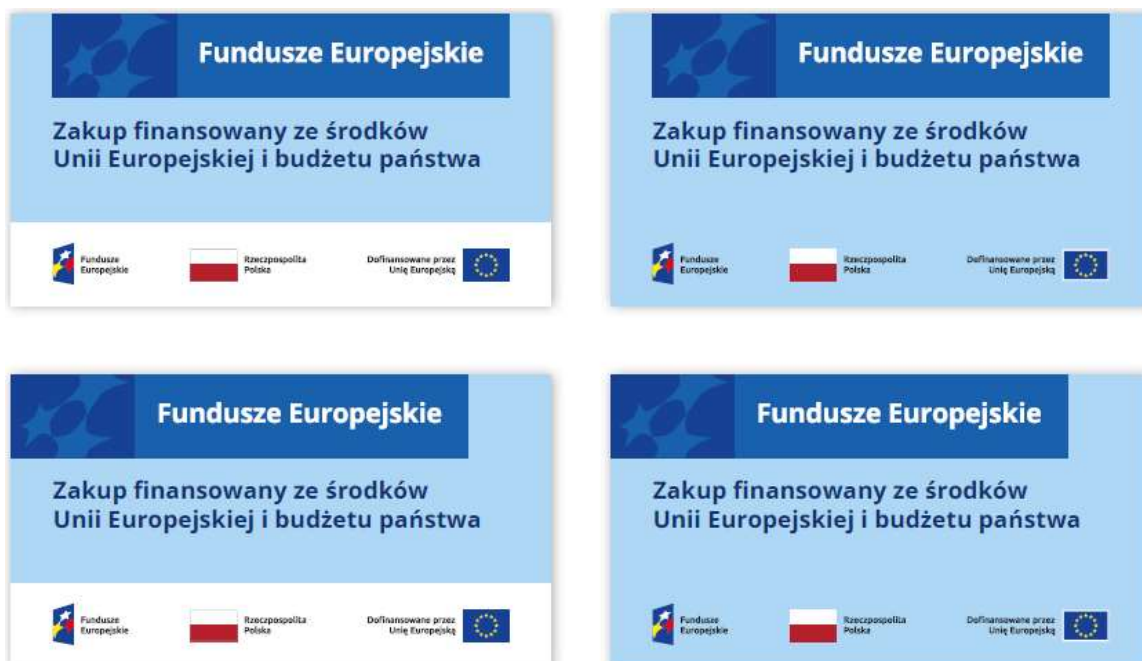 Fundusze Europejskie
Zakup finansowany ze środków
Unii Europejskiej i budżetu państwa
Fundusze
Europejskie
Rzeczpospolita
Polska
Dofinansowane przez
Unię Europejską
Fundusze Europejskie
Zakup finansowany ze środków
Unii Europejskiej i budżetu państwa
Fundusze
Europejskie
Rzeczpospolita
Polska
Dofinansowane przez
Unię Europejską
Fundusze Europejskie
Zakup finansowany ze środków
Unii Europejskiej i budżetu państwa
Fundusze
Europejskie
Rzeczpospolita
Polska
Dofinansowane przez
Unię Europejską
Fundusze Europejskie
Zakup finansowany ze środków
Unii Europejskiej i budżetu państwa
Fundusze
Europejskie
Rzeczpospolita
Polska
Dofinansowane przez
Unię Europejską